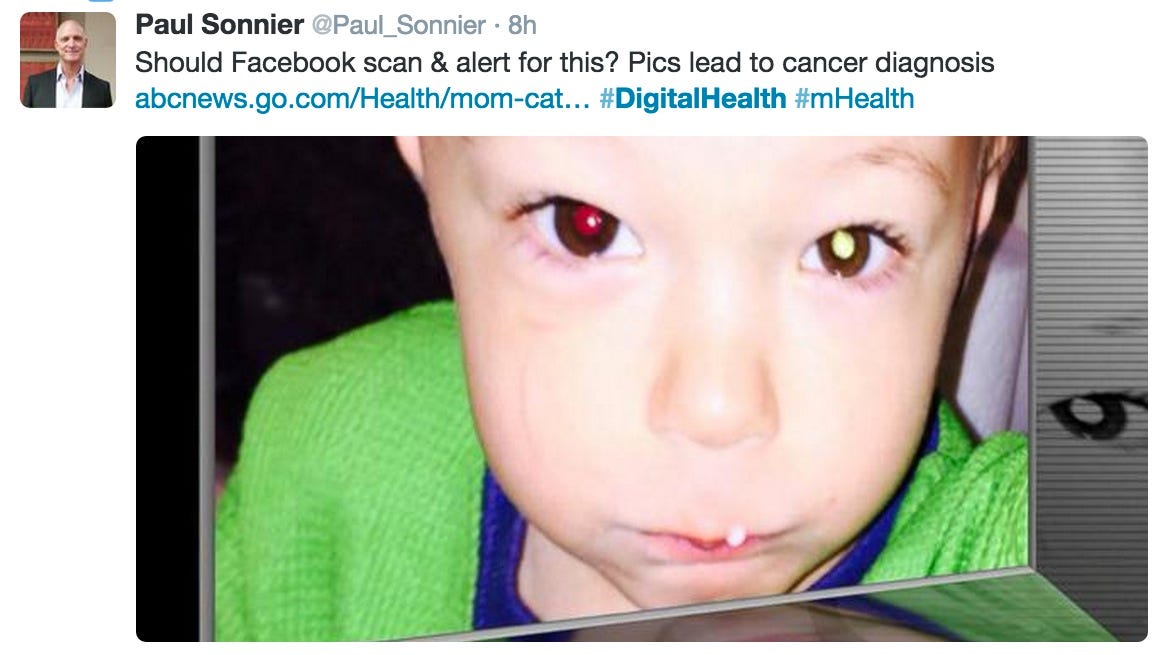 Paul Sonnier @Paul_Sonnier · 8h
Should Facebook scan & alert for this? Pics lead to cancer diagnosis
abcnews.go.com/Health/mom-cat… #DigitalHealth #mHealth